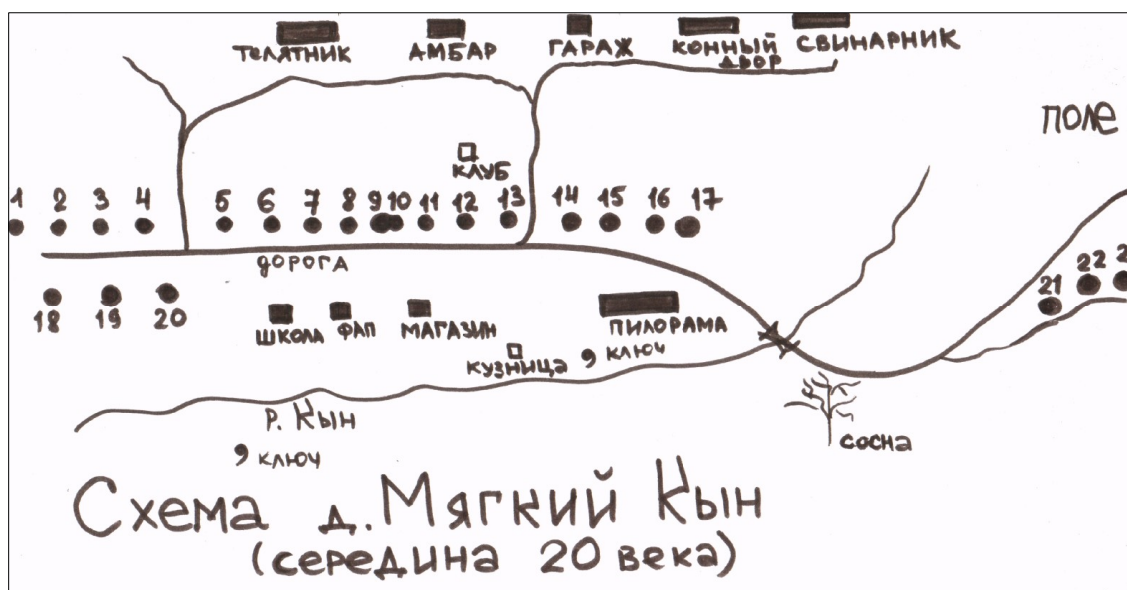 ТЕЛЯТНИК АМБАР ГАРАЖ КОННЫЙ ДВОР СВИНАРНИК
ПОЛЕ
КЛУБ
1 2 3 4 5 6 7 8 9 10 11 12 13 14 15 16 17
ДОРОГА
21 22
18 19 20
ШКОЛА ФАП МАГАЗИН ПИЛОРАМА
КУЗНИЦА КЛЮЧ
р. Кын
КЛЮЧ
СОСНА
Схема д. Мягкий Кын
(середина 20 века)